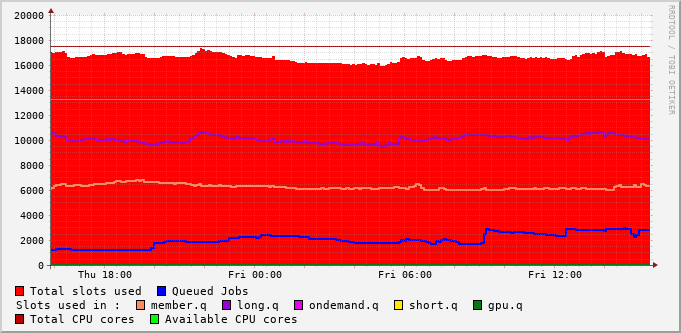 20000
18000
16000
14000
12000
10000
8000
6000
4000
2000
0
Thu 18:00 Fri 00:00 Fri 06:00 Fri 12:00
RRDTOOL / TOBI OETIKER
Total slots used Queued Jobs
Slots used in : member.q long.q ondemand.q short.q gpu.q
Total CPU cores Available CPU cores